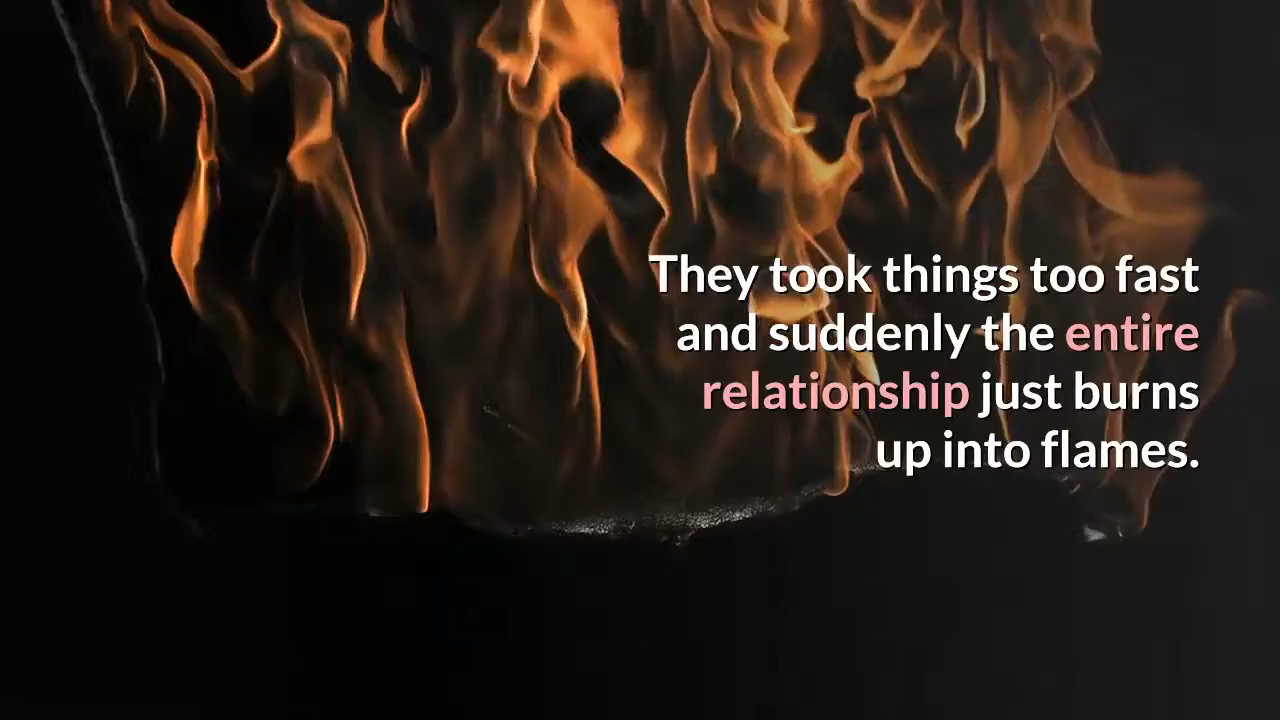 They took things too fast
and suddenly the entire
relationship just burns
up into flames.